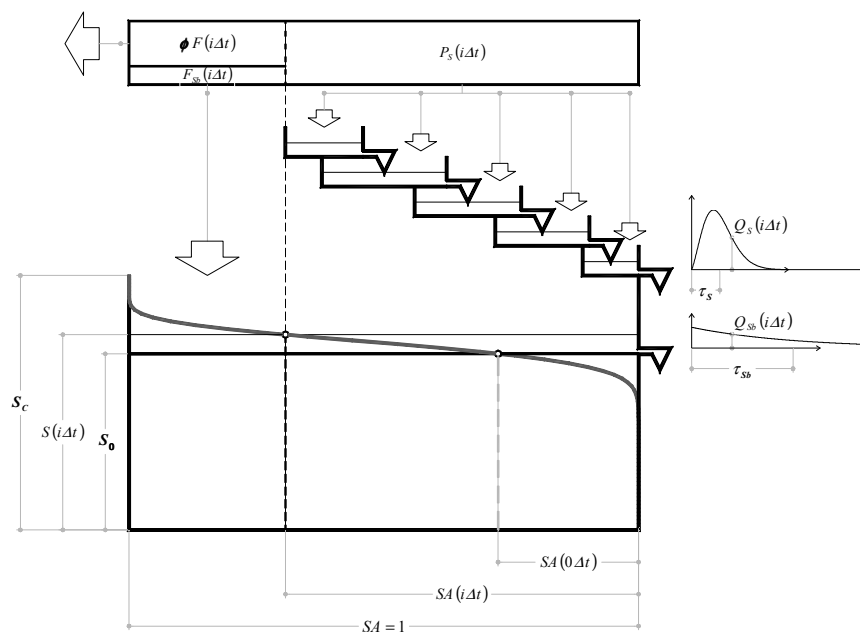 ϕ F(iΔt)
P_S(iΔt)
F_Sb(iΔt)
Q_S(iΔt)
τ_S
Q_Sb(iΔt)
τ_Sb
S_C
S(iΔt)
S_0
SA(0Δt)
SA(iΔt)
SA = 1